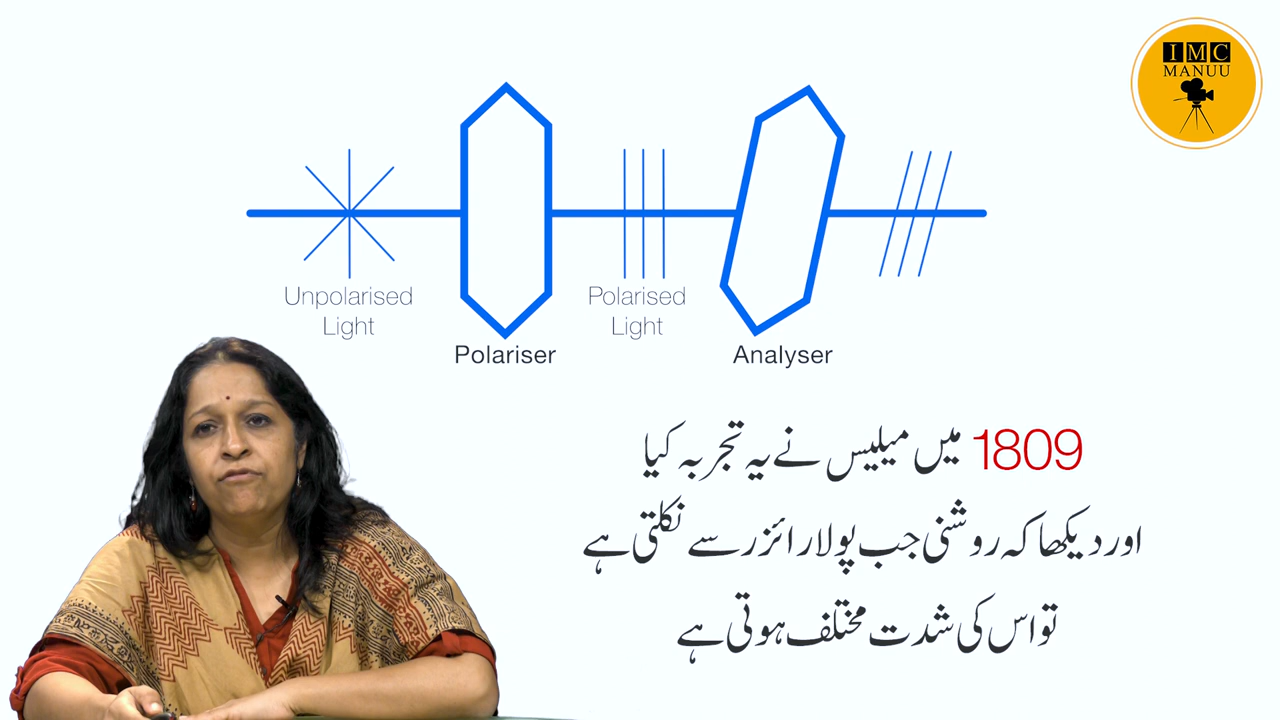 IMC
MANUU
Unpolarised
Light
Polariser
Polarised
Light
Analyser
1809 میں میلیس نے یہ تجربہ کیا
اور دیکھا کہ روشنی جب پولارائزر سے نکلتی ہے
تو اس کی شدت مختلف ہوتی ہے